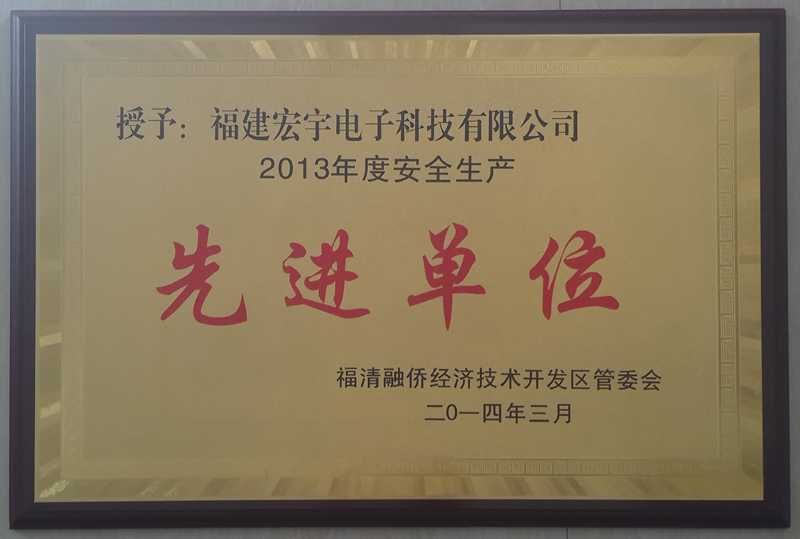 授予：福建宏宇电子科技有限公司
2013年度安全生产
先进单位
福清融侨经济技术开发区管委会
二0一四年三月